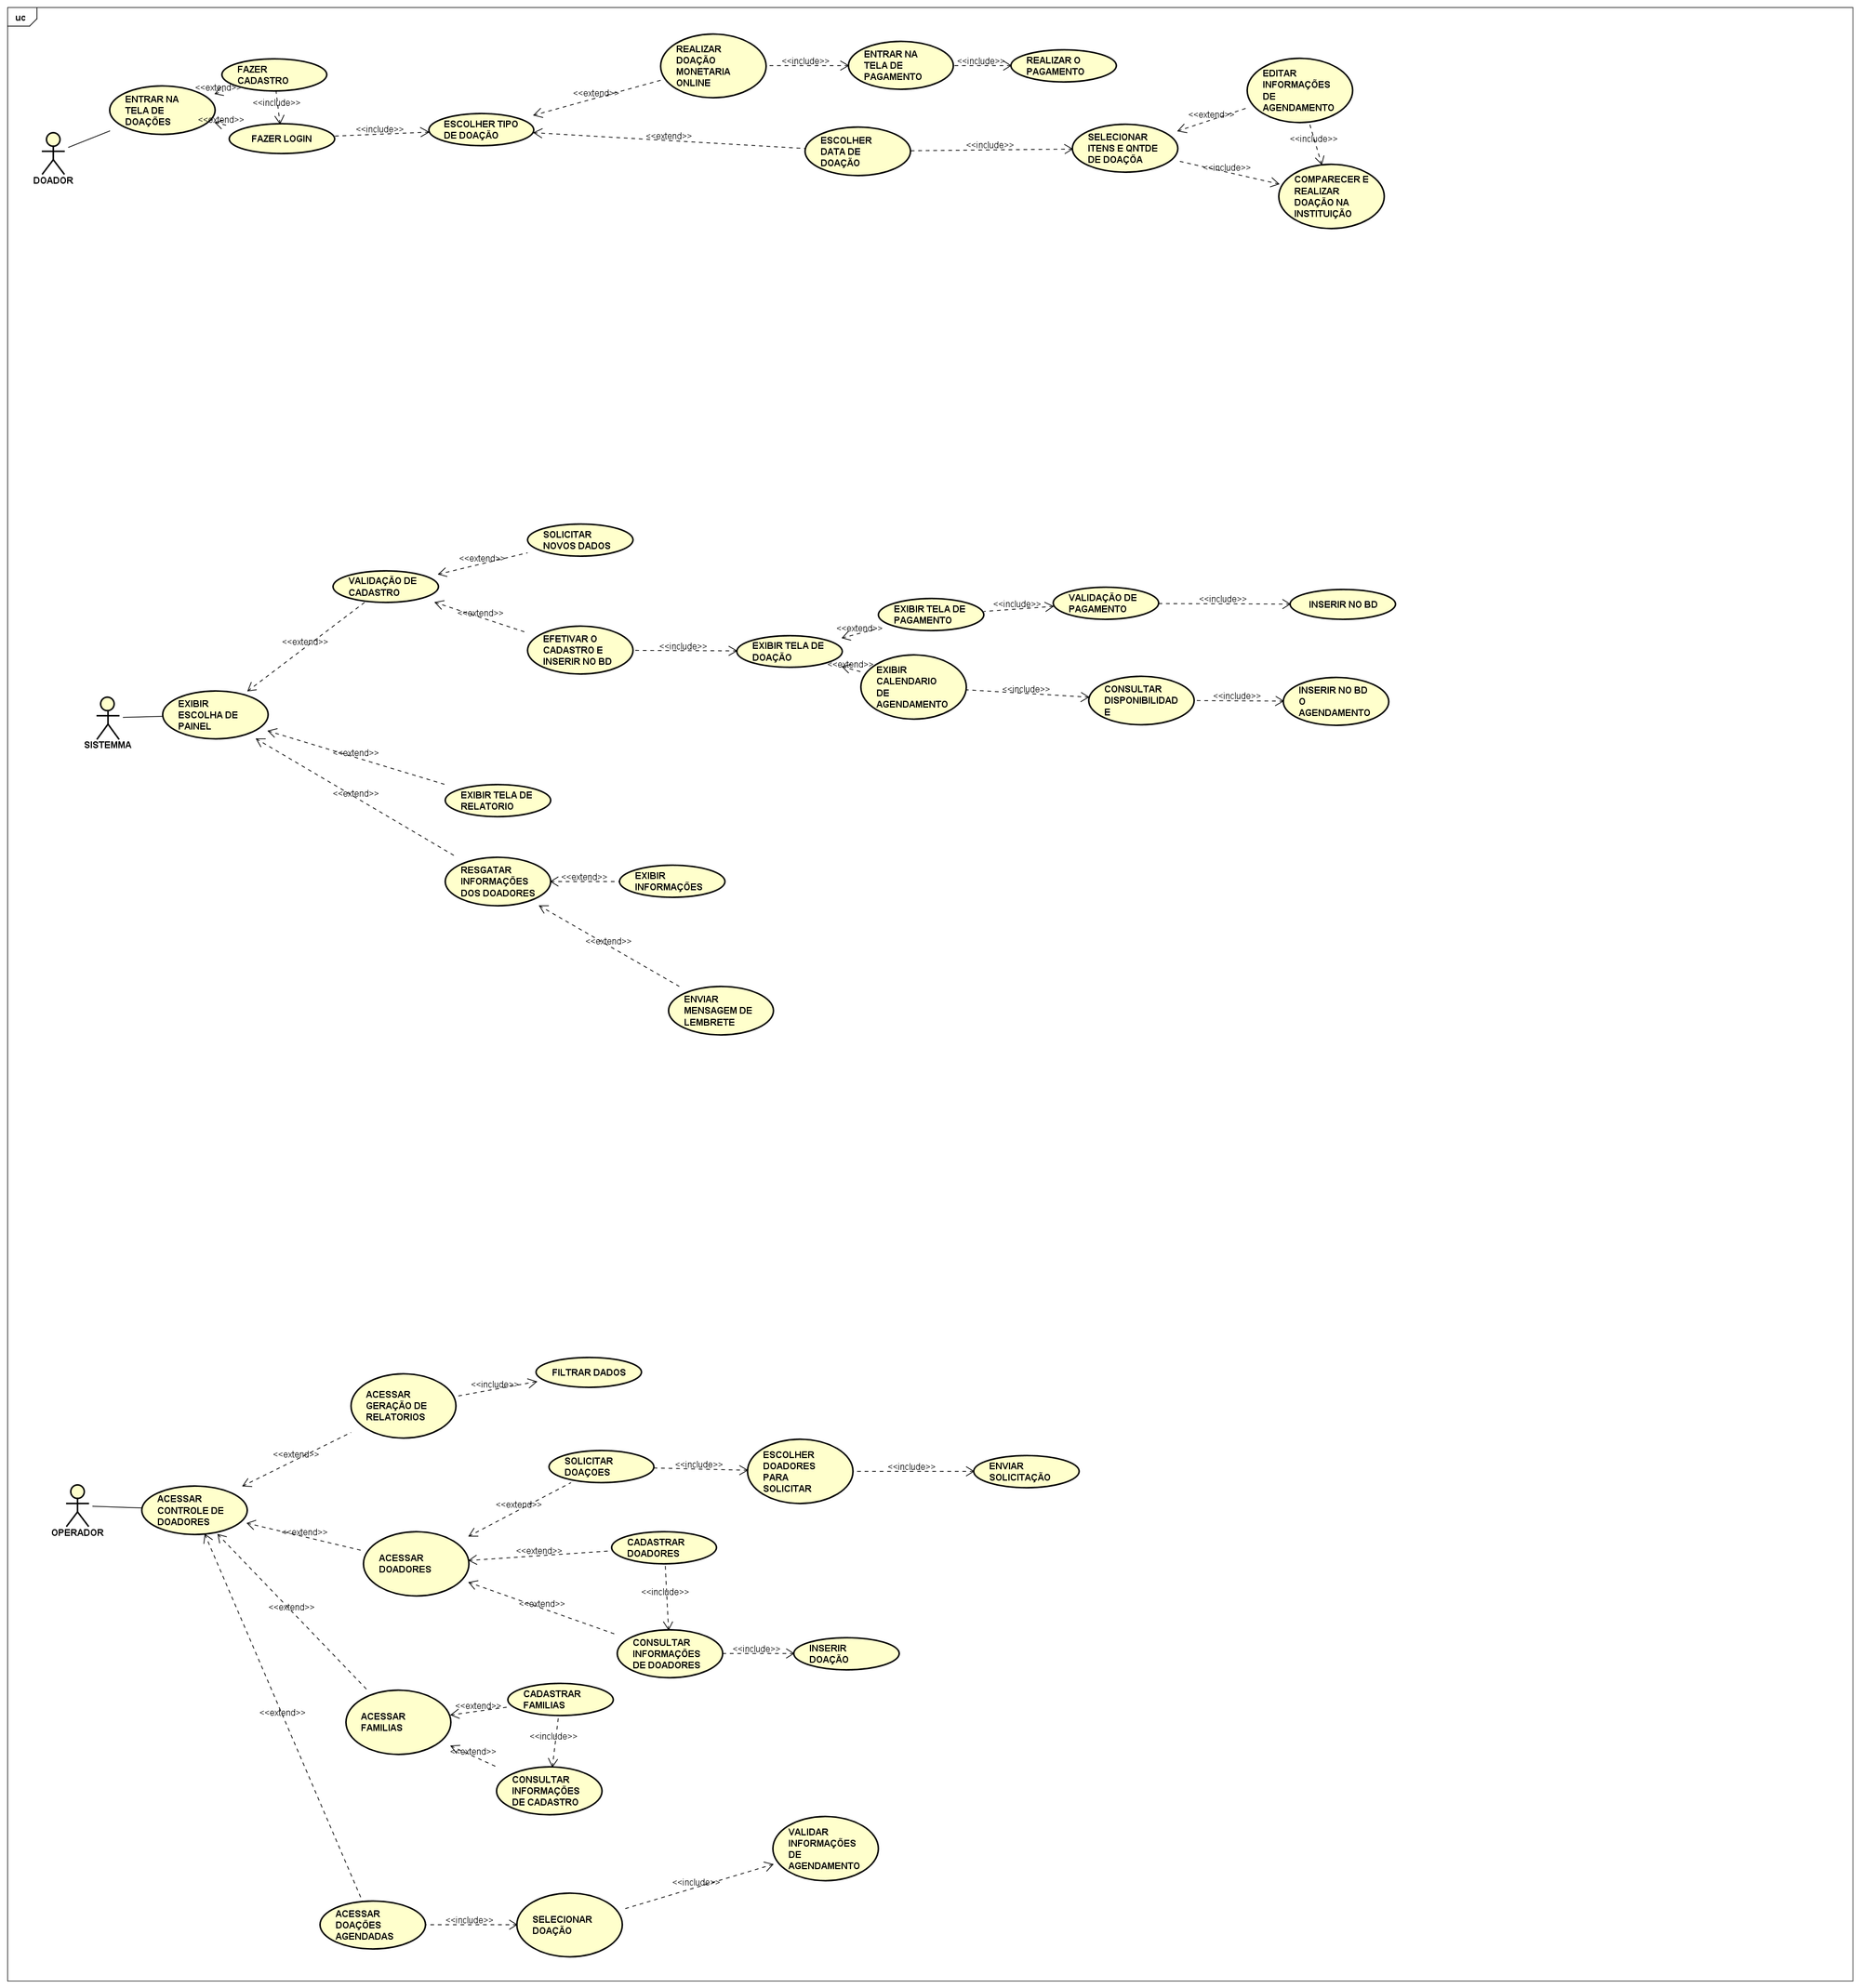 uc
DOADOR
ENTRAR NA
TELA DE
DOAÇÕES
<<extend>>
FAZER
CADASTRO
<<include>>
<<extend>>
FAZER LOGIN
<<include>>
ESCOLHER TIPO
DE DOAÇÃO
<<extend>>
REALIZAR
DOAÇÃO
MONETARIA
ONLINE
<<include>>
ENTRAR NA
TELA DE
PAGAMENTO
<<include>>
REALIZAR O
PAGAMENTO
<<extend>>
ESCOLHER
DATA DE
DOAÇÃO
<<include>>
SELECIONAR
ITENS E QNTDE
DE DOAÇÕA
<<extend>>
EDITAR
INFORMAÇÕES
DE
AGENDAMENTO
<<include>>
<<include>>
COMPARECER E
REALIZAR
DOAÇÃO NA
INSTITUIÇÃO
SISTEMMA
EXIBIR
ESCOLHA DE
PAINEL
<<extend>>
VALIDAÇÃO DE
CADASTRO
<<extend>>
SOLICITAR
NOVOS DADOS
<<extend>>
EFETIVAR O
CADASTRO E
INSERIR NO BD
<<include>>
EXIBIR TELA DE
DOAÇÃO
<<extend>>
EXIBIR TELA DE
PAGAMENTO
<<include>>
VALIDAÇÃO DE
PAGAMENTO
<<include>>
INSERIR NO BD
<<extend>>
EXIBIR
CALENDARIO
DE
AGENDAMENTO
<<include>>
CONSULTAR
DISPONIBILIDAD
E
<<include>>
INSERIR NO BD
O
AGENDAMENTO
<<extend>>
EXIBIR TELA DE
RELATORIO
<<extend>>
RESGATAR
INFORMAÇÕES
DOS DOADORES
<<extend>>
EXIBIR
INFORMAÇÕES
<<extend>>
ENVIAR
MENSAGEM DE
LEMBRETE
OPERADOR
ACESSAR
CONTROLE DE
DOADORES
<<extend>>
ACESSAR
GERAÇÃO DE
RELATORIOS
<<include>>
FILTRAR DADOS
<<extend>>
ACESSAR
DOADORES
<<extend>>
SOLICITAR
DOAÇOES
<<include>>
ESCOLHER
DOADORES
PARA
SOLICITAR
<<include>>
ENVIAR
SOLICITAÇÃO
<<extend>>
CADASTRAR
DOADORES
<<include>>
<<extend>>
CONSULTAR
INFORMAÇÕES
DE DOADORES
<<include>>
INSERIR
DOAÇÃO
<<extend>>
ACESSAR
FAMILIAS
<<extend>>
CADASTRAR
FAMILIAS
<<include>>
<<extend>>
CONSULTAR
INFORMAÇÕES
DE CADASTRO
<<extend>>
ACESSAR
DOAÇÕES
AGENDADAS
<<include>>
SELECIONAR
DOAÇÃO
<<include>>
VALIDAR
INFORMAÇÕES
DE
AGENDAMENTO